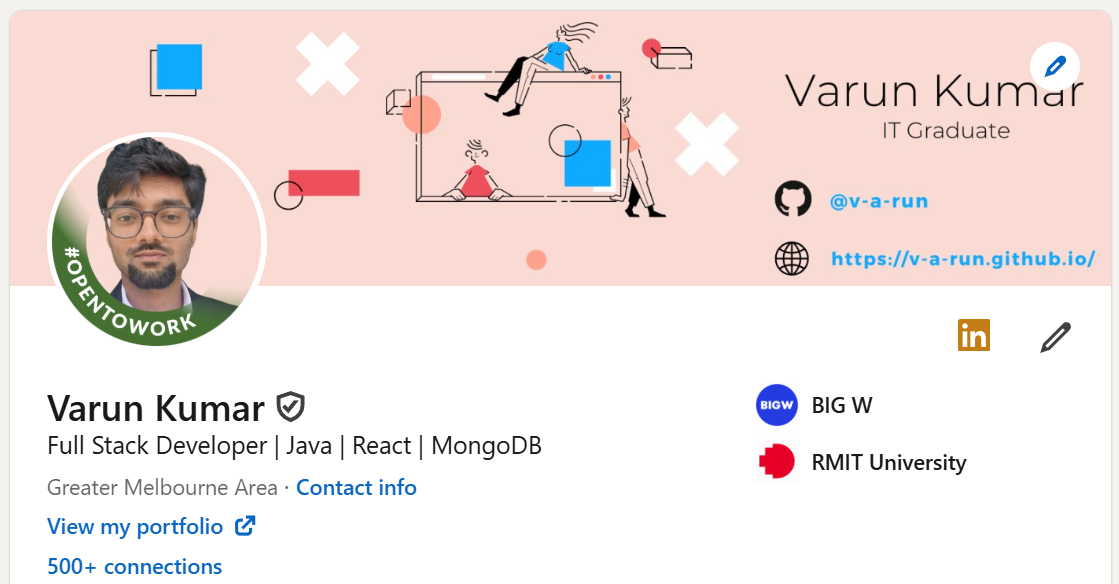 Varun Kumar
IT Graduate
@v-a-run
https://v-a-run.github.io/
#OPENTOWORK
in
Varun Kumar
Full Stack Developer | Java | React | MongoDB
Greater Melbourne Area · Contact info
View my portfolio
500+ connections
BIGW
BIG W
RMIT University